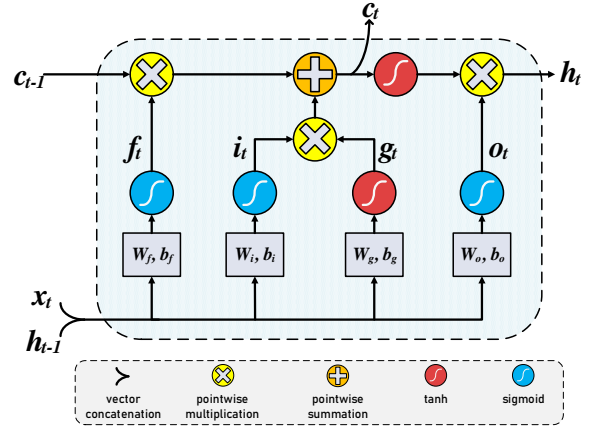 c_t
c_{t-1}
h_t
f_t
i_t
g_t
o_t
W_f, b_f
W_i, b_i
W_g, b_g
W_o, b_o
x_t
h_{t-1}
vector
concatenation
pointwise
multiplication
pointwise
summation
tanh
sigmoid